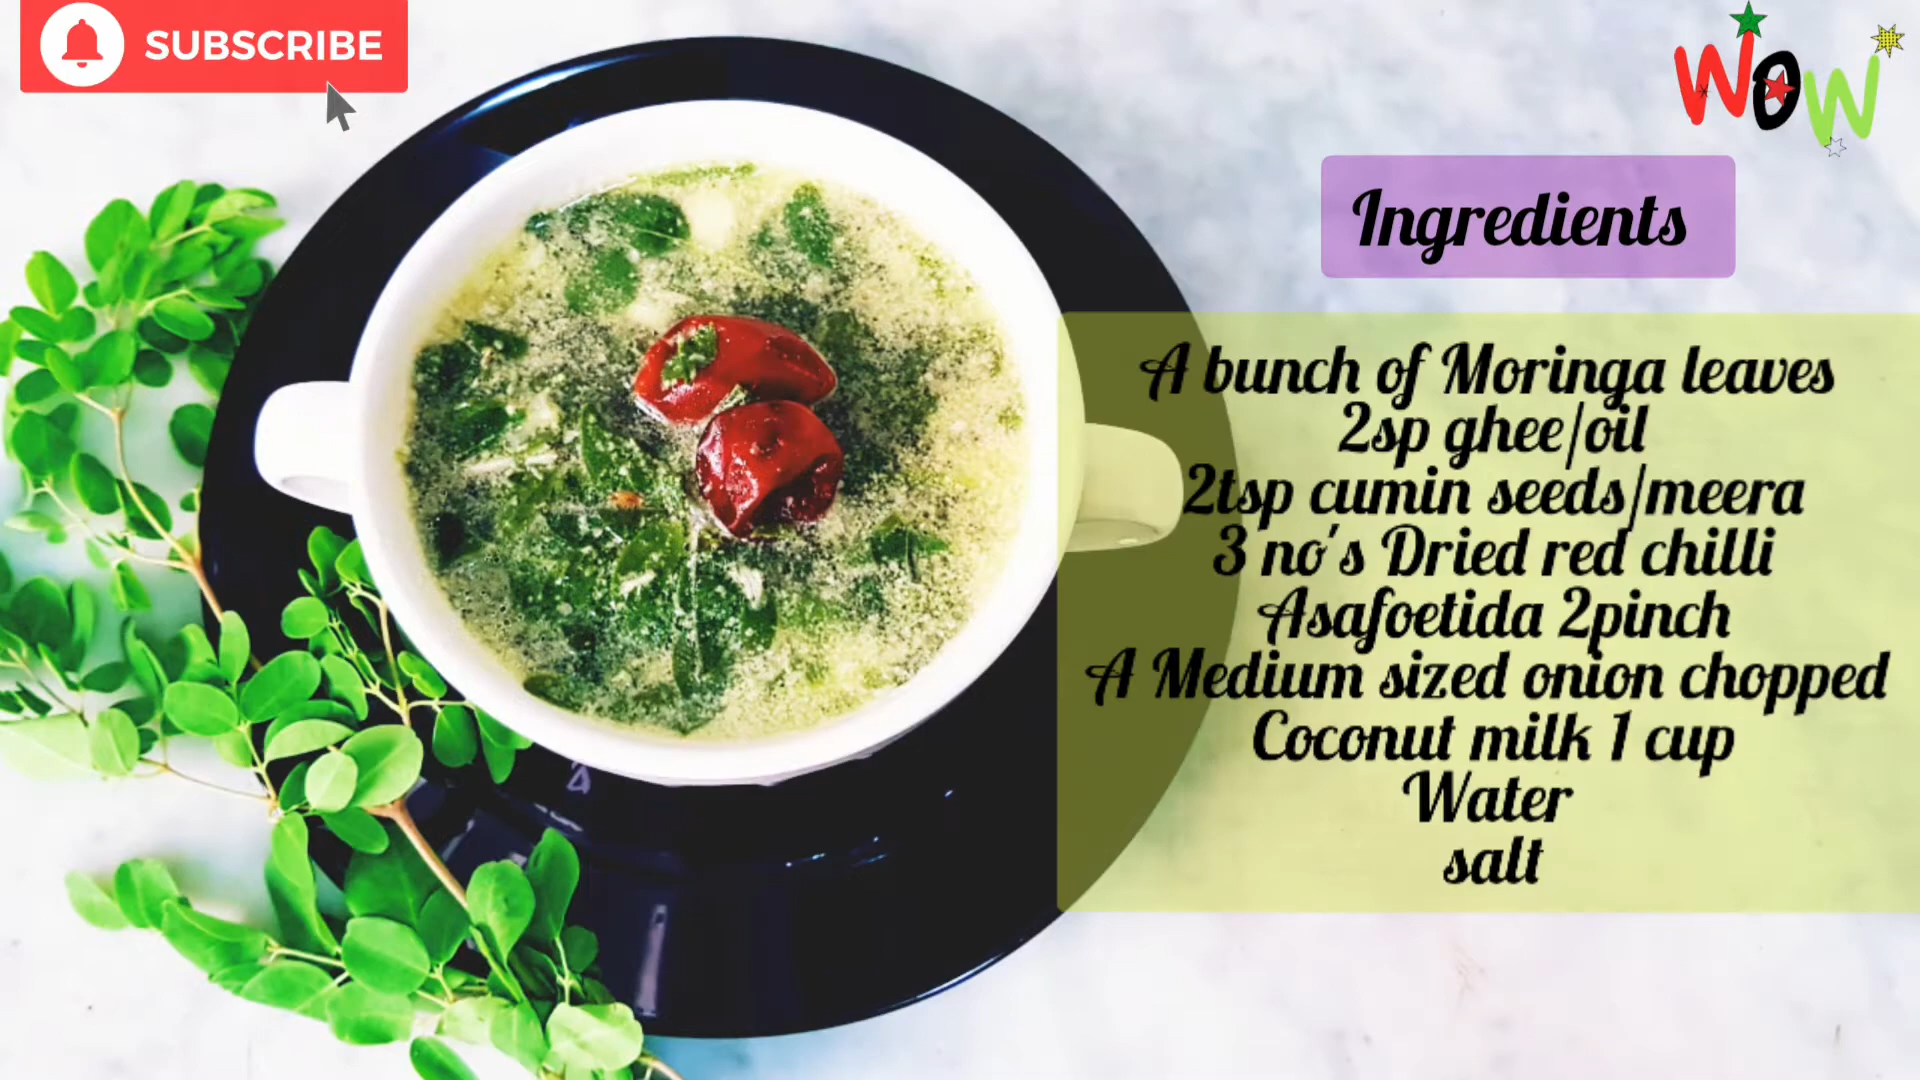 SUBSCRIBE
WOW
Ingredients
A bunch of Moringa leaves
2sp ghee/oil
2tsp cumin seeds/meera
3 no's Dried red chilli
Asafoetida 2pinch
A Medium sized onion chopped
Coconut milk 1 cup
Water
salt